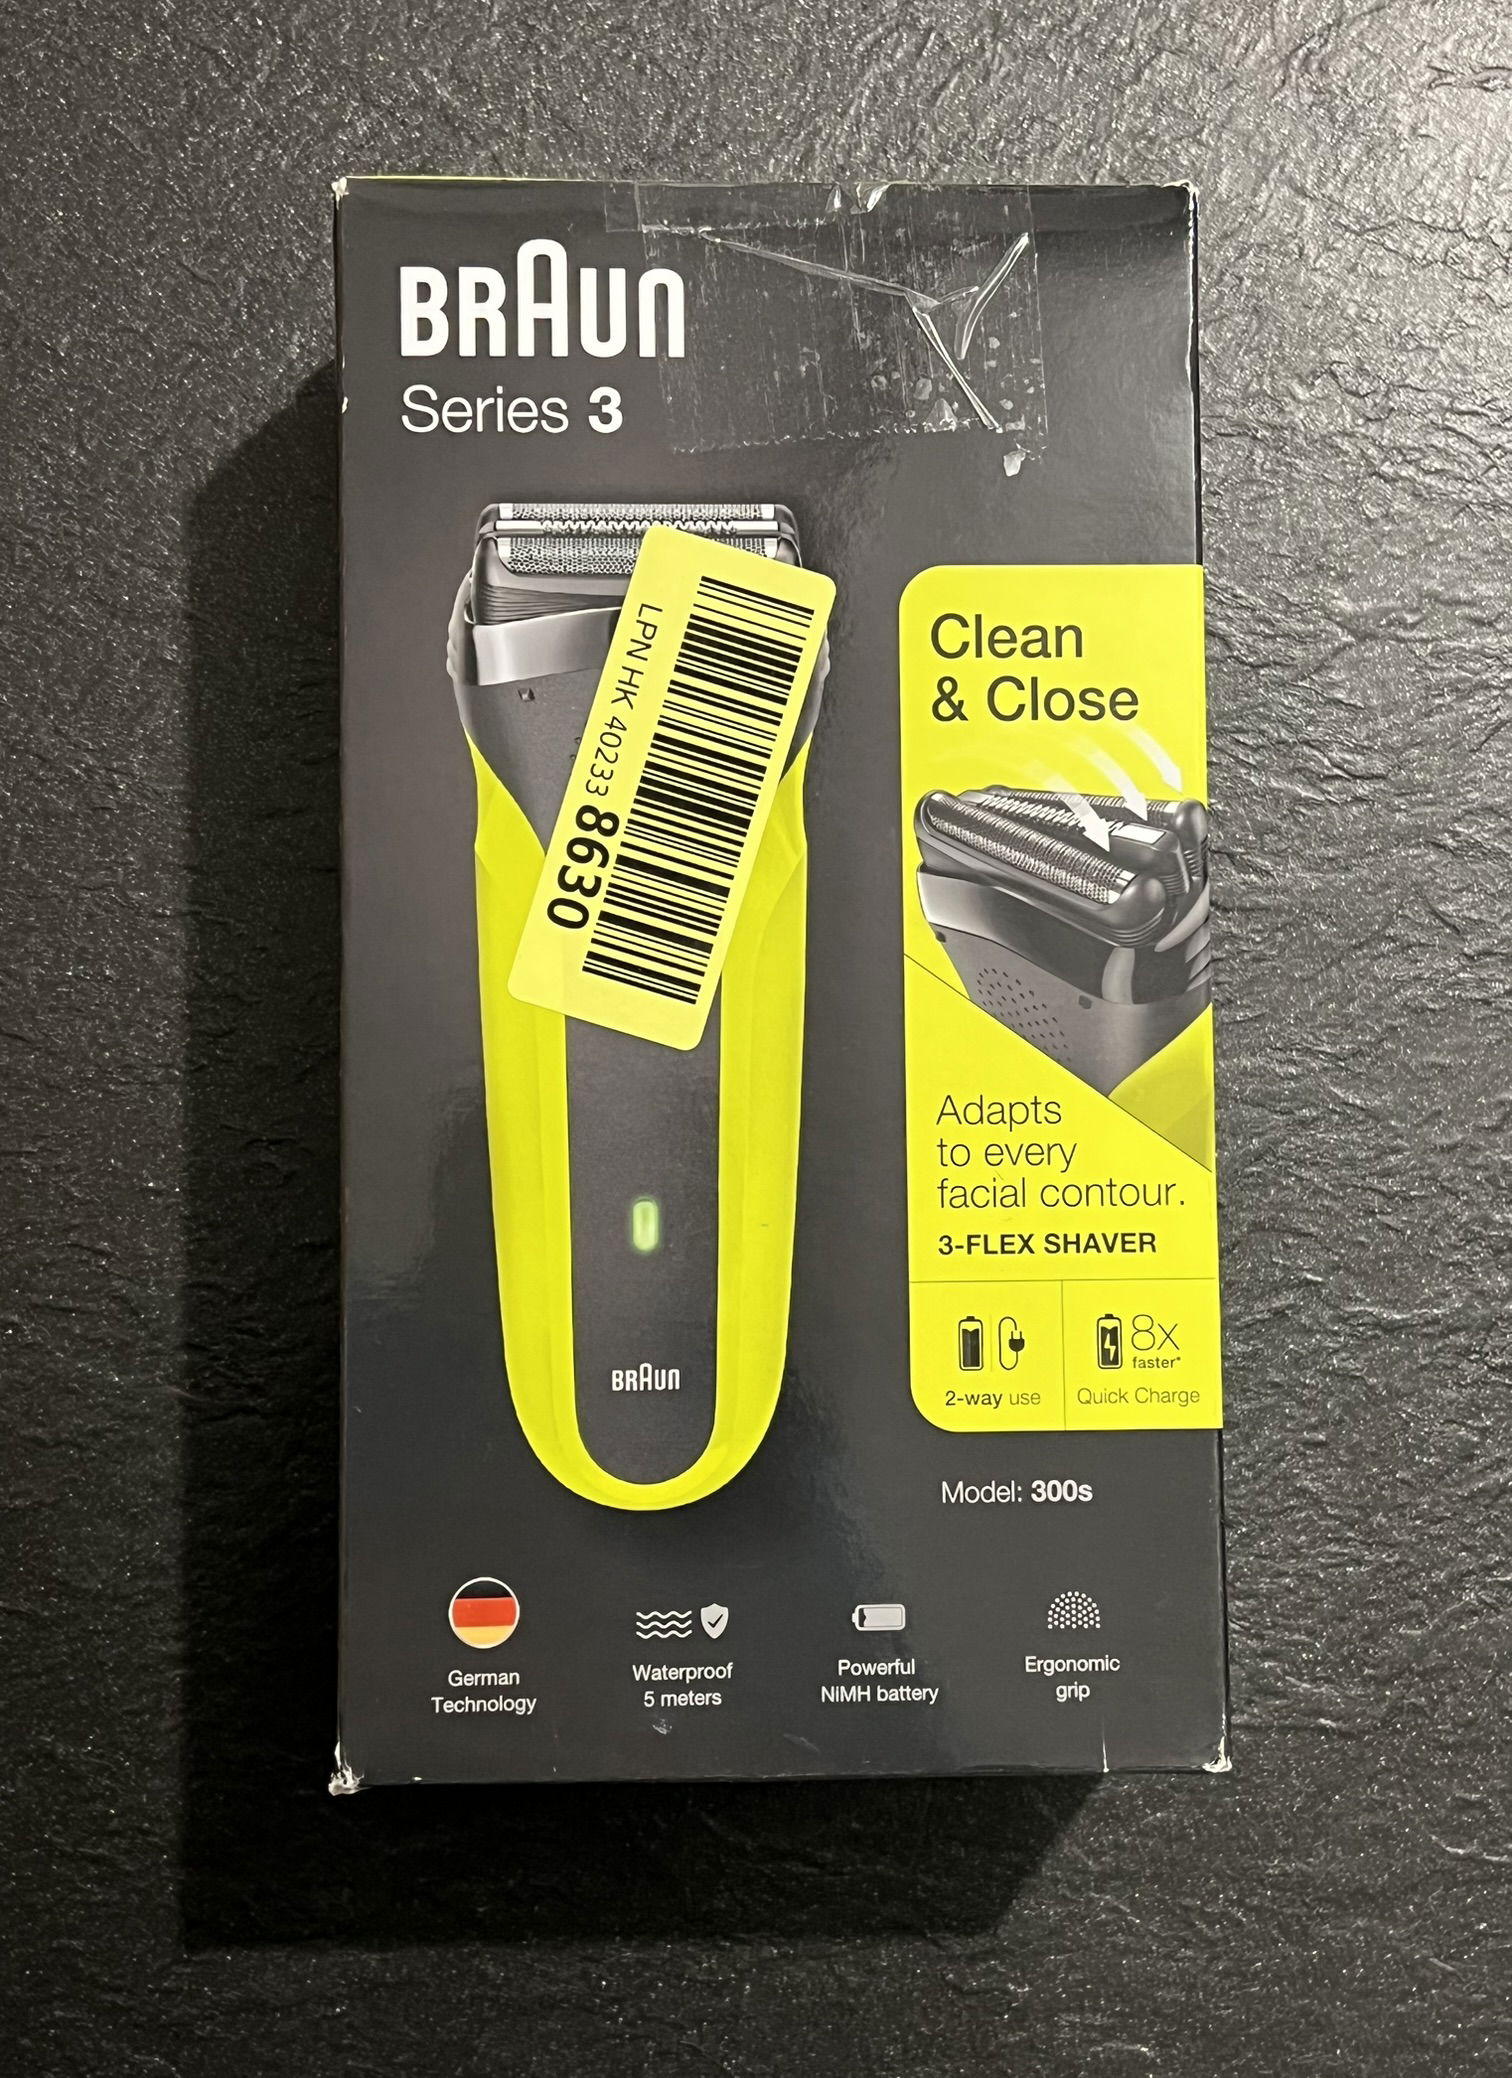 BRAUN
Series 3
LPN HK 40233 8630
Clean
& Close
Adapts
to every
facial contour.
3-FLEX SHAVER
2-way use
8x
faster*
Quick Charge
BRAUN
Model: 300s
German
Technology
Waterproof
5 meters
Powerful
NiMH battery
Ergonomic
grip